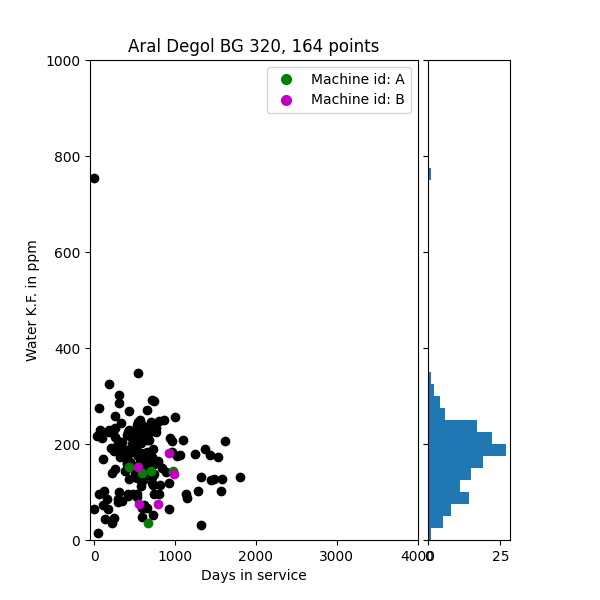 Aral Degol BG 320, 164 points
Machine id: A
Machine id: B
1000
800
600
400
200
0
Water K.F. in ppm
0
1000
2000
3000
4000
0
25
Days in service